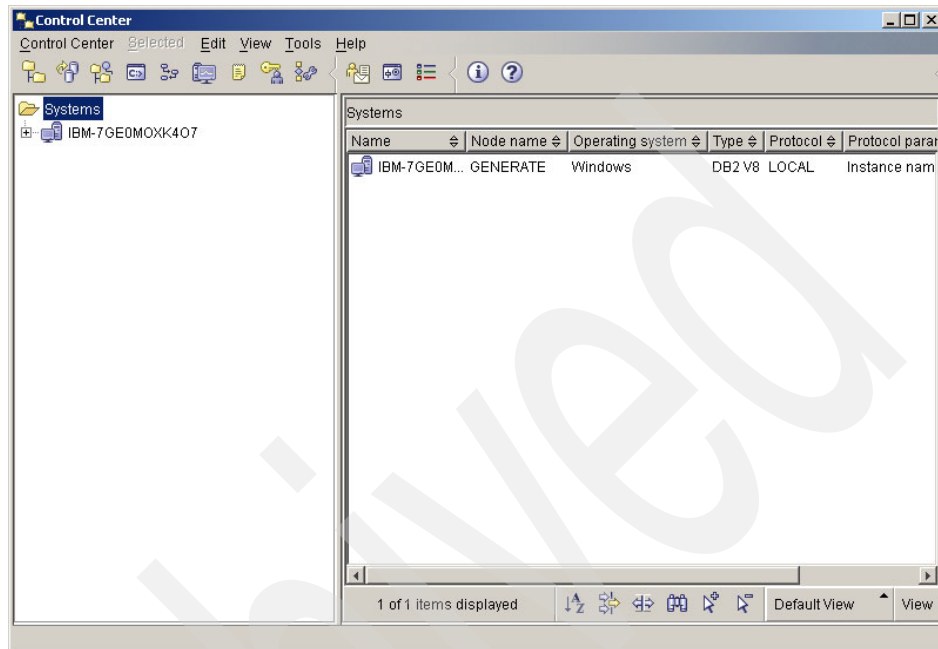 Control Center
Control Center Selected Edit View Tools Help
Systems
IBM-7GE0MOXK4O7
Systems
Name Node name Operating system Type Protocol Protocol parar
IBM-7GE0M... GENERATE Windows DB2 V8 LOCAL Instance nam
1 of 1 items displayed Default View View
hived